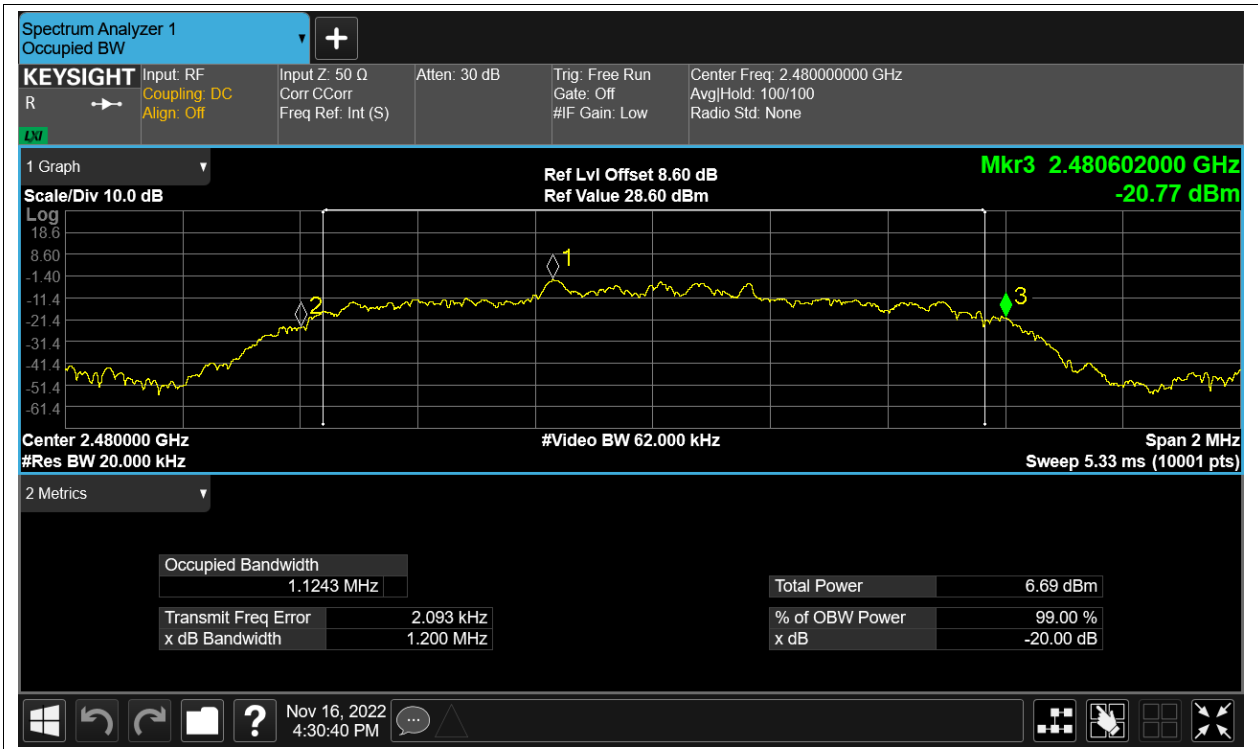 Spectrum Analyzer 1
Occupied BW
KEYSIGHT
R
LXI
Input: RF
Coupling: DC
Align: Off
Input Z: 50 Ω
Corr CCorr
Freq Ref: Int (S)
Atten: 30 dB
Trig: Free Run
Gate: Off
#IF Gain: Low
Center Freq: 2.480000000 GHz
Avg|Hold: 100/100
Radio Std: None
1 Graph
Scale/Div 10.0 dB
Ref Lvl Offset 8.60 dB
Ref Value 28.60 dBm
Mkr3 2.480602000 GHz
-20.77 dBm
Log
18.6
8.60
-1.40
-11.4
-21.4
-31.4
-41.4
-51.4
-61.4
1
2
3
Center 2.480000 GHz
#Res BW 20.000 kHz
#Video BW 62.000 kHz
Span 2 MHz
Sweep 5.33 ms (10001 pts)
2 Metrics
Occupied Bandwidth
1.1243 MHz
Transmit Freq Error 2.093 kHz
x dB Bandwidth 1.200 MHz
Total Power 6.69 dBm
% of OBW Power 99.00 %
x dB -20.00 dB
?
Nov 16, 2022
4:30:40 PM